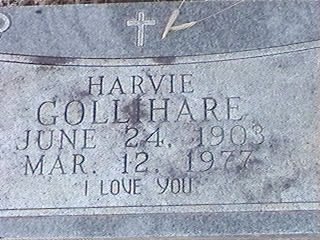 HARVIE
GOLLIHARE
JUNE 24, 1903
MAR. 12, 1977
I LOVE YOU